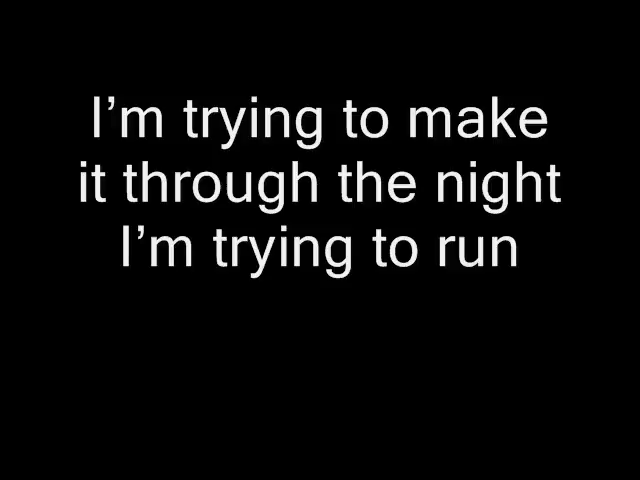 I’m trying to make
it through the night
I’m trying to run